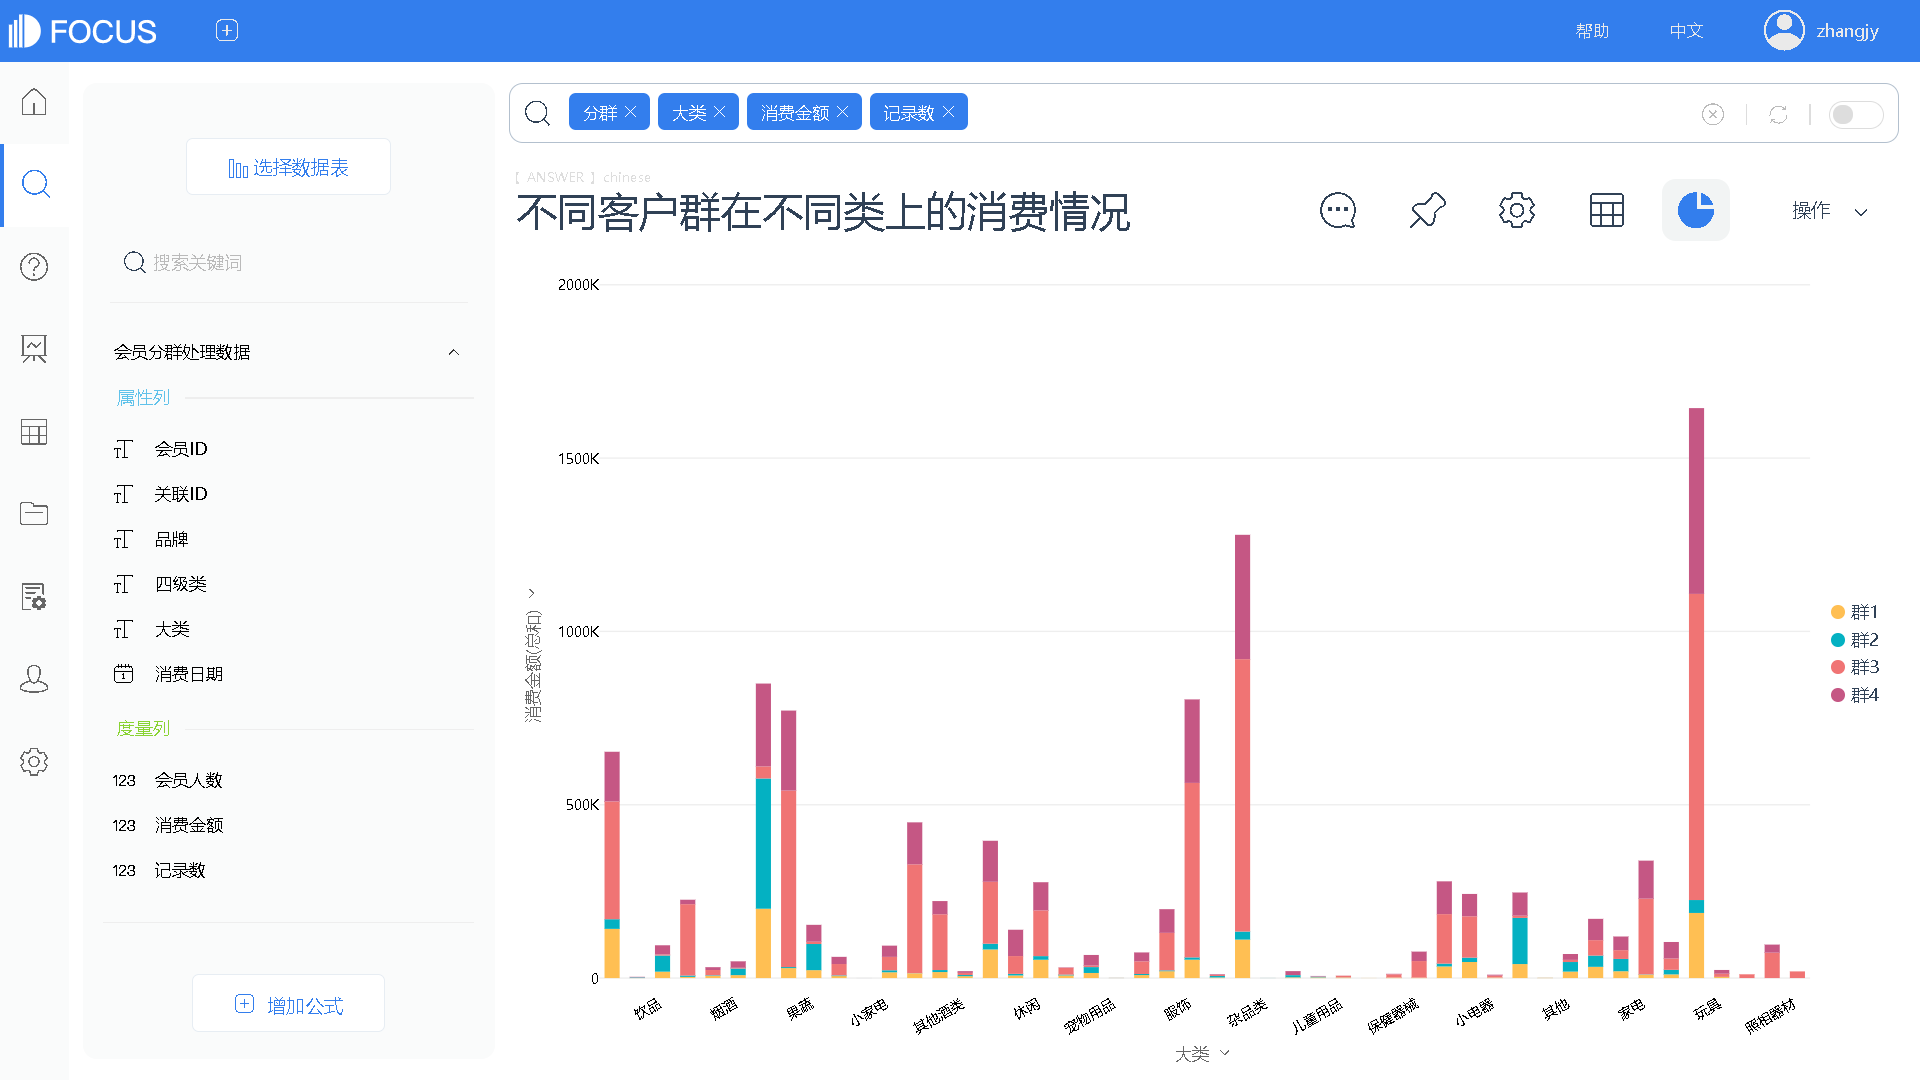 FOCUS
帮助
中文
zhangjy
选择数据表
搜索关键词
会员分群处理数据
属性列
会员ID
关联ID
品牌
四级类
大类
消费日期
度量列
123 会员人数
123 消费金额
123 记录数
增加公式
分群 大类 消费金额 记录数
【 ANSWER 】 chinese
不同客户群在不同类上的消费情况
操作
2000K
1500K
1000K
500K
0
消费金额(总和)
群1
群2
群3
群4
饮品 烟酒 果蔬 小家电 其他酒类 休闲 宠物用品 服饰 杂品类 儿童用品 保健器械 小电器 其他 家电 玩具 照相器材
大类